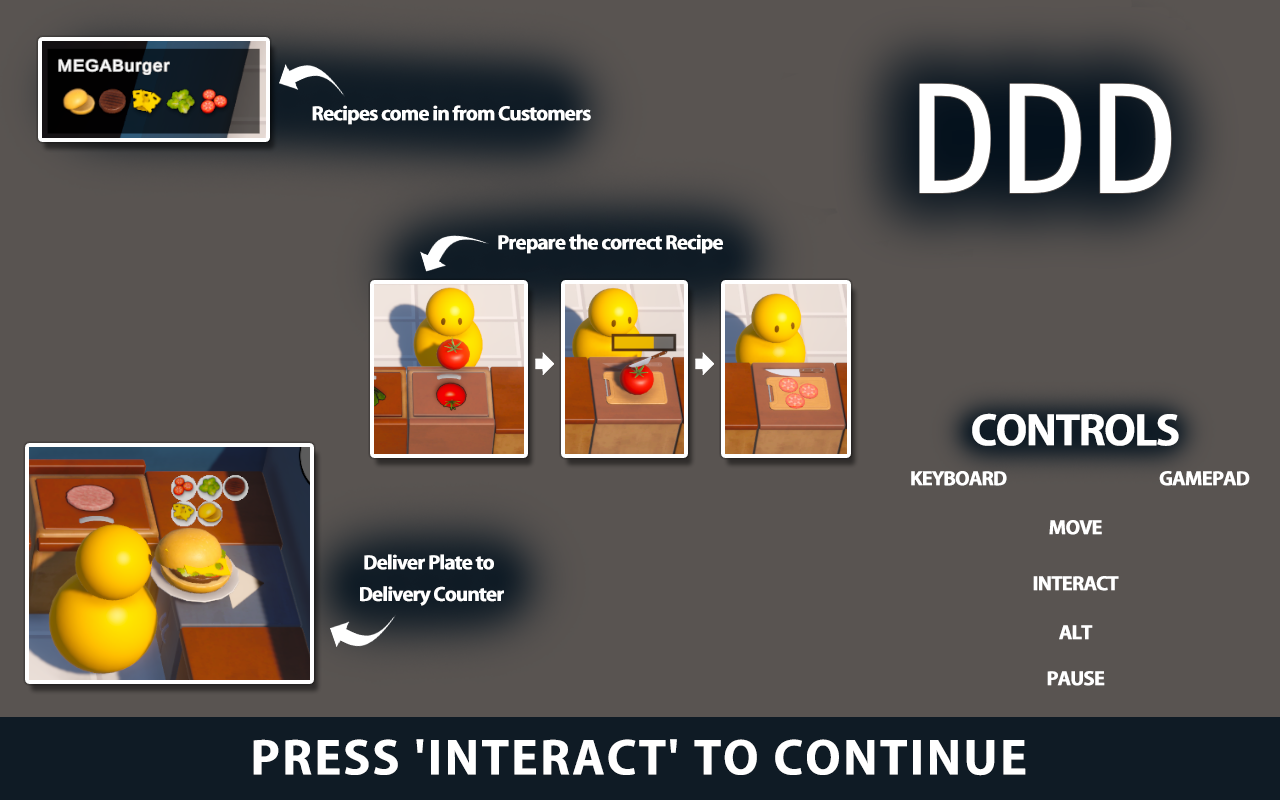 MEGABurger
Recipes come in from Customers
DDD
Prepare the correct Recipe
CONTROLS
KEYBOARD GAMEPAD
MOVE
Deliver Plate to
Delivery Counter
INTERACT
ALT
PAUSE
PRESS 'INTERACT' TO CONTINUE